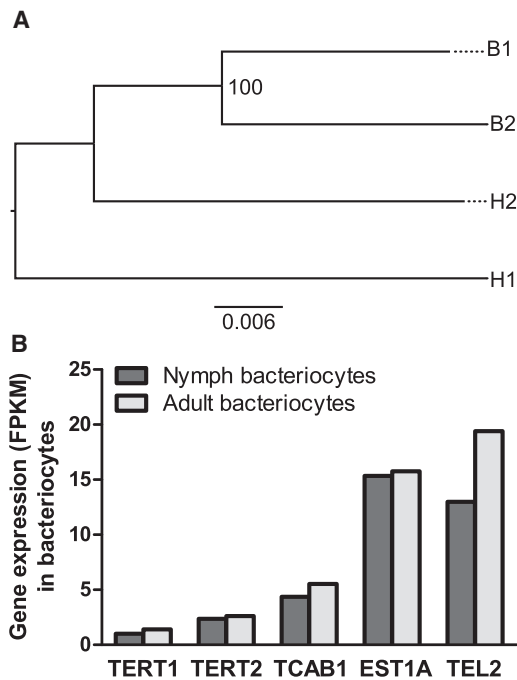 A
B1
100
B2
H2
H1
0.006
B
Gene expression (FPKM)
in bacteriocytes
25
20
15
10
5
0
Nymph bacteriocytes
Adult bacteriocytes
TERT1 TERT2 TCAB1 EST1A TEL2